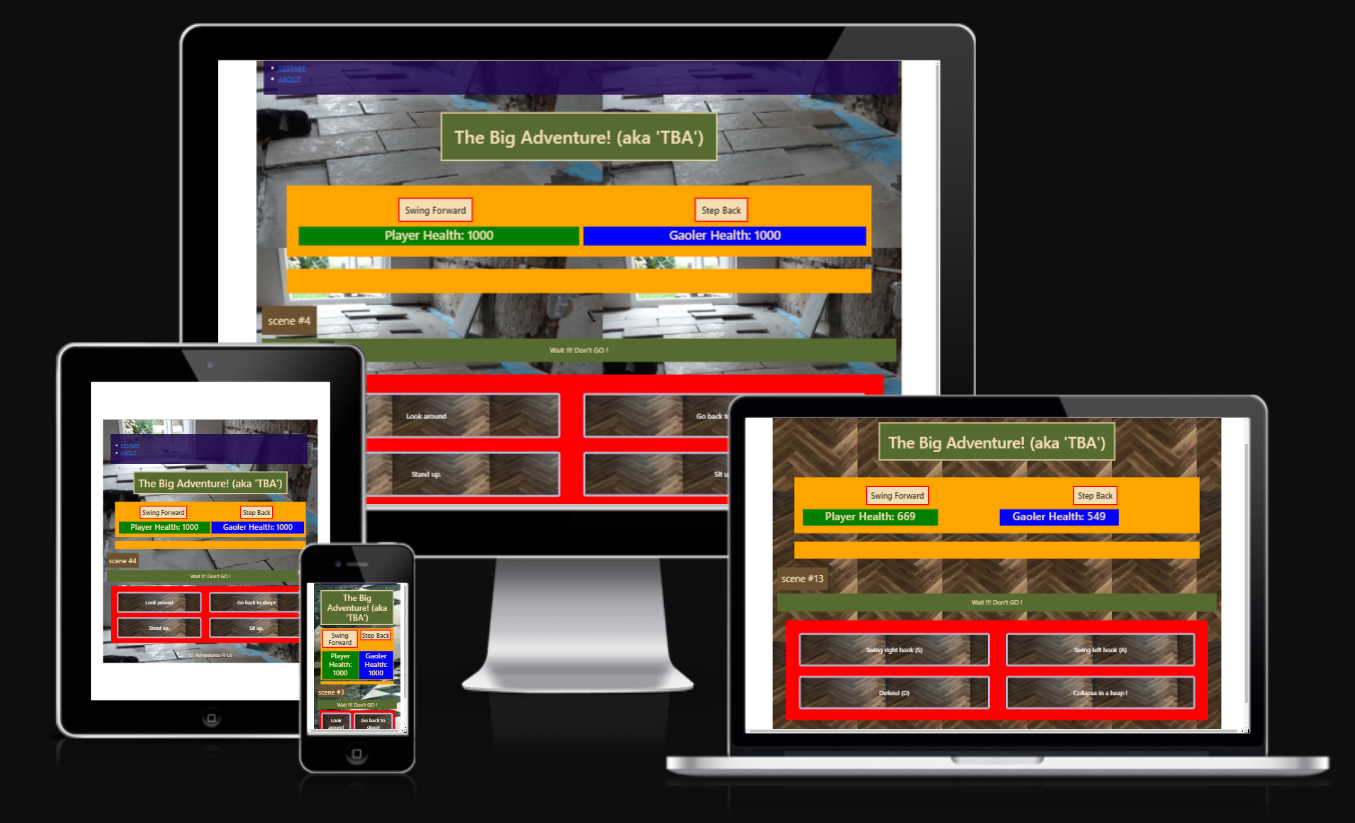 RESTART
ABOUT
The Big Adventure! (aka 'TBA')
Swing Forward
Step Back
Player Health: 1000
Gaoler Health: 1000
scene #4
Wait !!! Don't GO !
Look around
Go back t
Stand up.
Sit u
RESTART
ABOUT
The Big Adventure! (aka 'TBA')
Swing Forward
Step Back
Player Health: 1000
Gaoler Health: 1000
scene #4
Wait !!! Don't GO !
Look around
Go back to sleep!
Stand up.
Sit up.
The Big
Adventure! (aka
'TBA')
Swing
Forward
Step Back
Player
Health:
1000
Gaoler
Health:
1000
scene #3
Wait !!! Don't GO !
Look
around
Go back to
sleep!
The Big Adventure! (aka 'TBA')
Swing Forward
Step Back
Player Health: 669
Gaoler Health: 549
scene #13
Wait !!! Don't GO !
Swing right hook (S)
Swing left hook (A)
Defend (D)
Collapse in a heap !